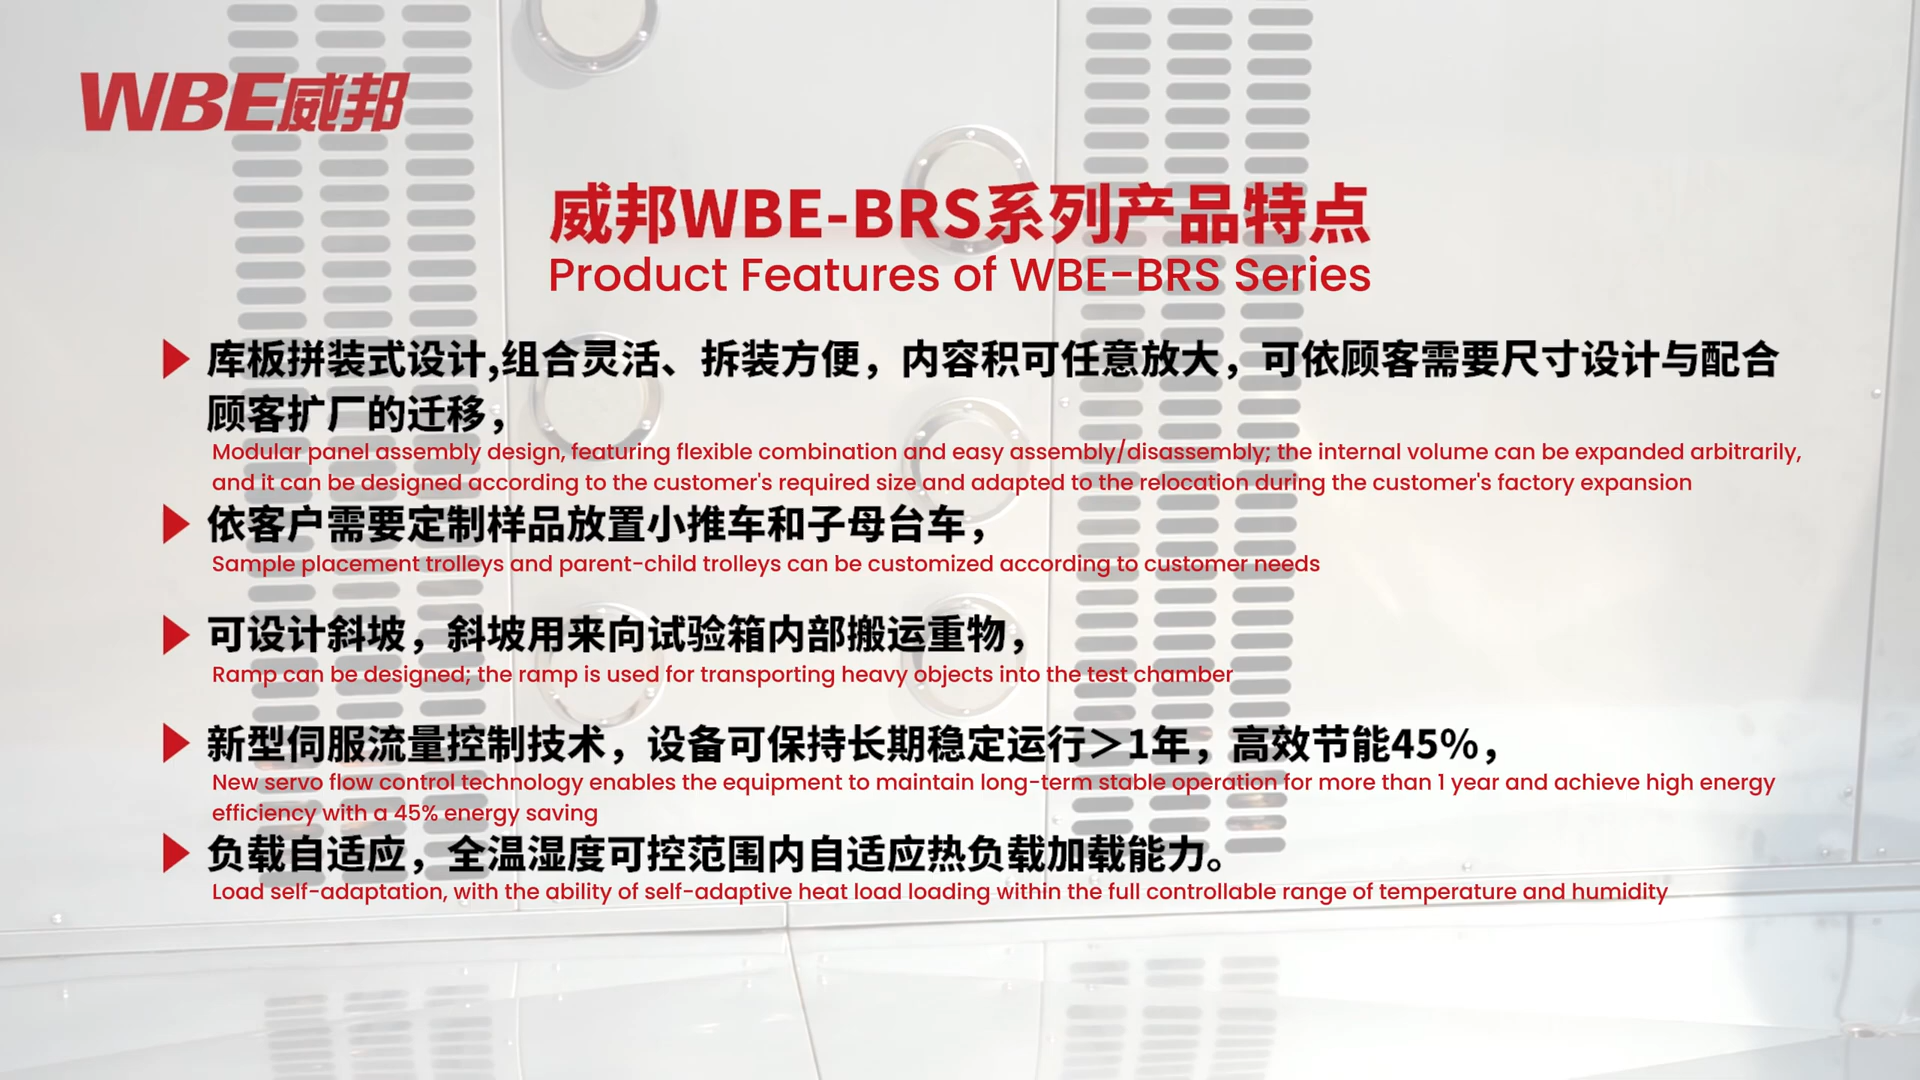 WBE威邦
威邦WBE-BRS系列产品特点
Product Features of WBE-BRS Series
库板拼装式设计,组合灵活、拆装方便，内容积可任意放大，可依顾客需要尺寸设计与配合
顾客扩厂的迁移，
Modular panel assembly design, featuring flexible combination and easy assembly/disassembly; the internal volume can be expanded arbitrarily,
and it can be designed according to the customer's required size and adapted to the relocation during the customer's factory expansion
依客户需要定制样品放置小推车和子母台车，
Sample placement trolleys and parent-child trolleys can be customized according to customer needs
可设计斜坡，斜坡用来向试验箱内部搬运重物，
Ramp can be designed; the ramp is used for transporting heavy objects into the test chamber
新型伺服流量控制技术，设备可保持长期稳定运行＞1年，高效节能45%，
New servo flow control technology enables the equipment to maintain long-term stable operation for more than 1 year and achieve high energy
efficiency with a 45% energy saving
负载自适应，全温湿度可控范围内自适应热负载加载能力。
Load self-adaptation, with the ability of self-adaptive heat load loading within the full controllable range of temperature and humidity